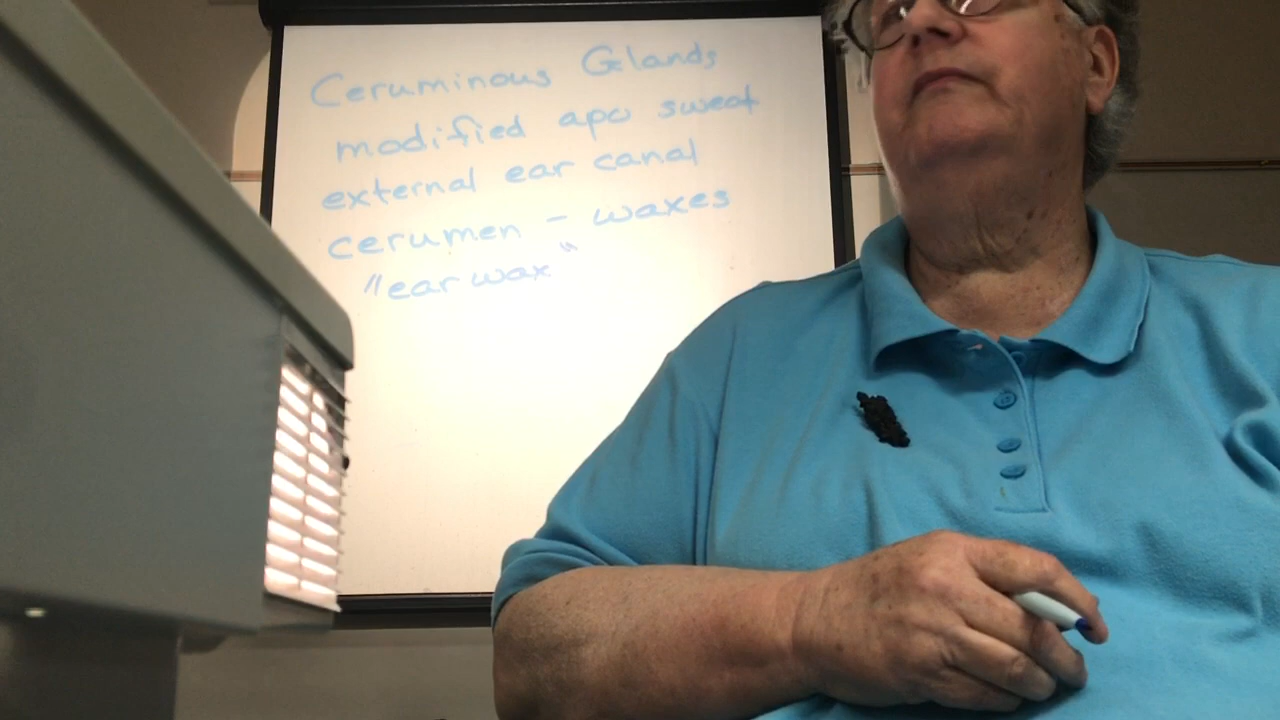 Ceruminous Glands
modified apo sweat
external ear canal
cerumen - waxes
"ear wax"